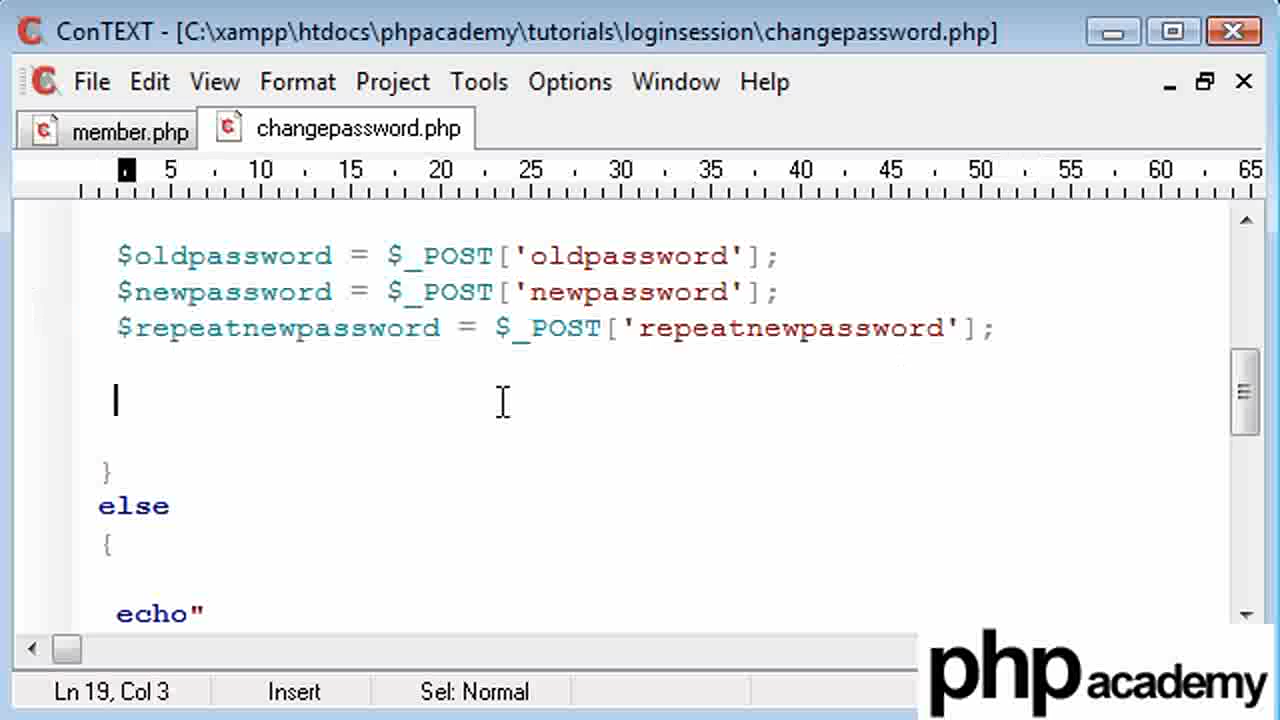 ConTEXT - [C:\xampp\htdocs\phpacademy\tutorials\loginsession\changepassword.php]
File Edit View Format Project Tools Options Window Help
member.php changepassword.php
5 10 15 20 25 30 35 40 45 50 55 60 65
$oldpassword = $_POST['oldpassword'];
$newpassword = $_POST['newpassword'];
$repeatnewpassword = $_POST['repeatnewpassword'];
}
else
{
echo"
Ln 19, Col 3 Insert Sel: Normal
php academy